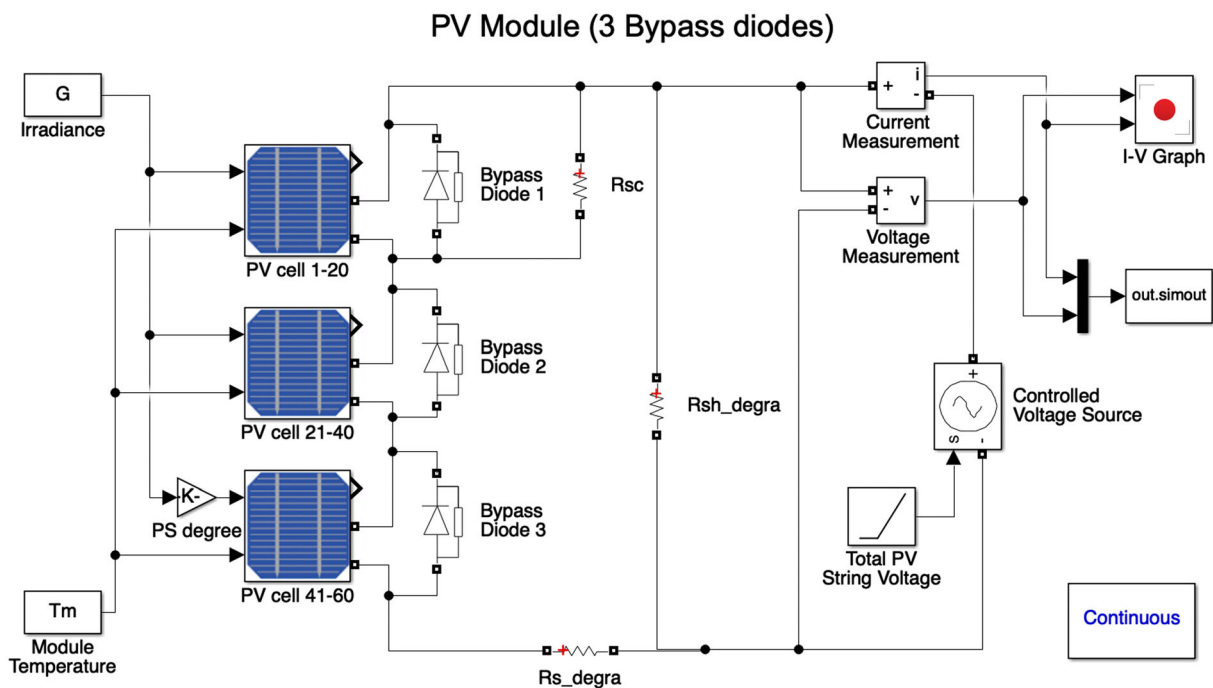 PV Module (3 Bypass diodes)
G
Irradiance
PV cell 1-20
Bypass
Diode 1
Rsc
+
i
-
Current
Measurement
I-V Graph
+
-
v
Voltage
Measurement
out.simout
PV cell 21-40
Bypass
Diode 2
Rsh_degra
+
s
-
Controlled
Voltage Source
-K-
PS degree
PV cell 41-60
Bypass
Diode 3
Total PV
String Voltage
Tm
Module
Temperature
Rs_degra
Continuous